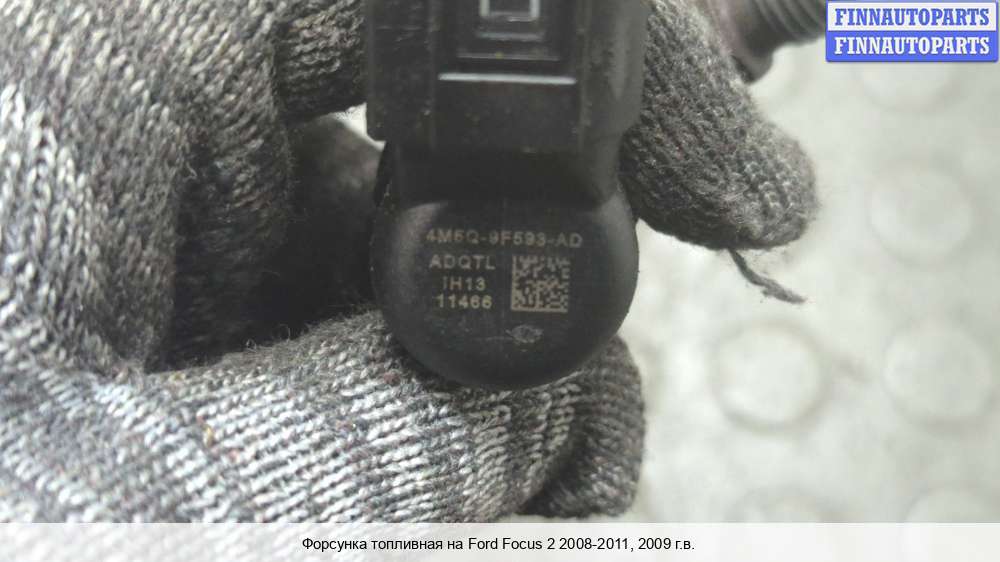 FINNAUTOPARTS
FINNAUTOPARTS
4M5Q-9F593-AD
ADQTL
IH13
11466
Форсунка топливная на Ford Focus 2 2008-2011, 2009 г.в.